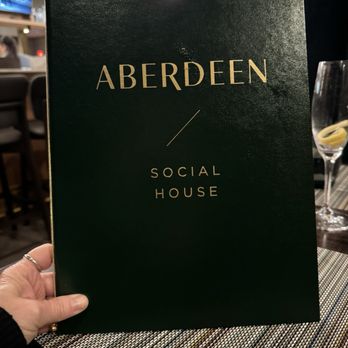 ABERDEEN
/
SOCIAL
HOUSE